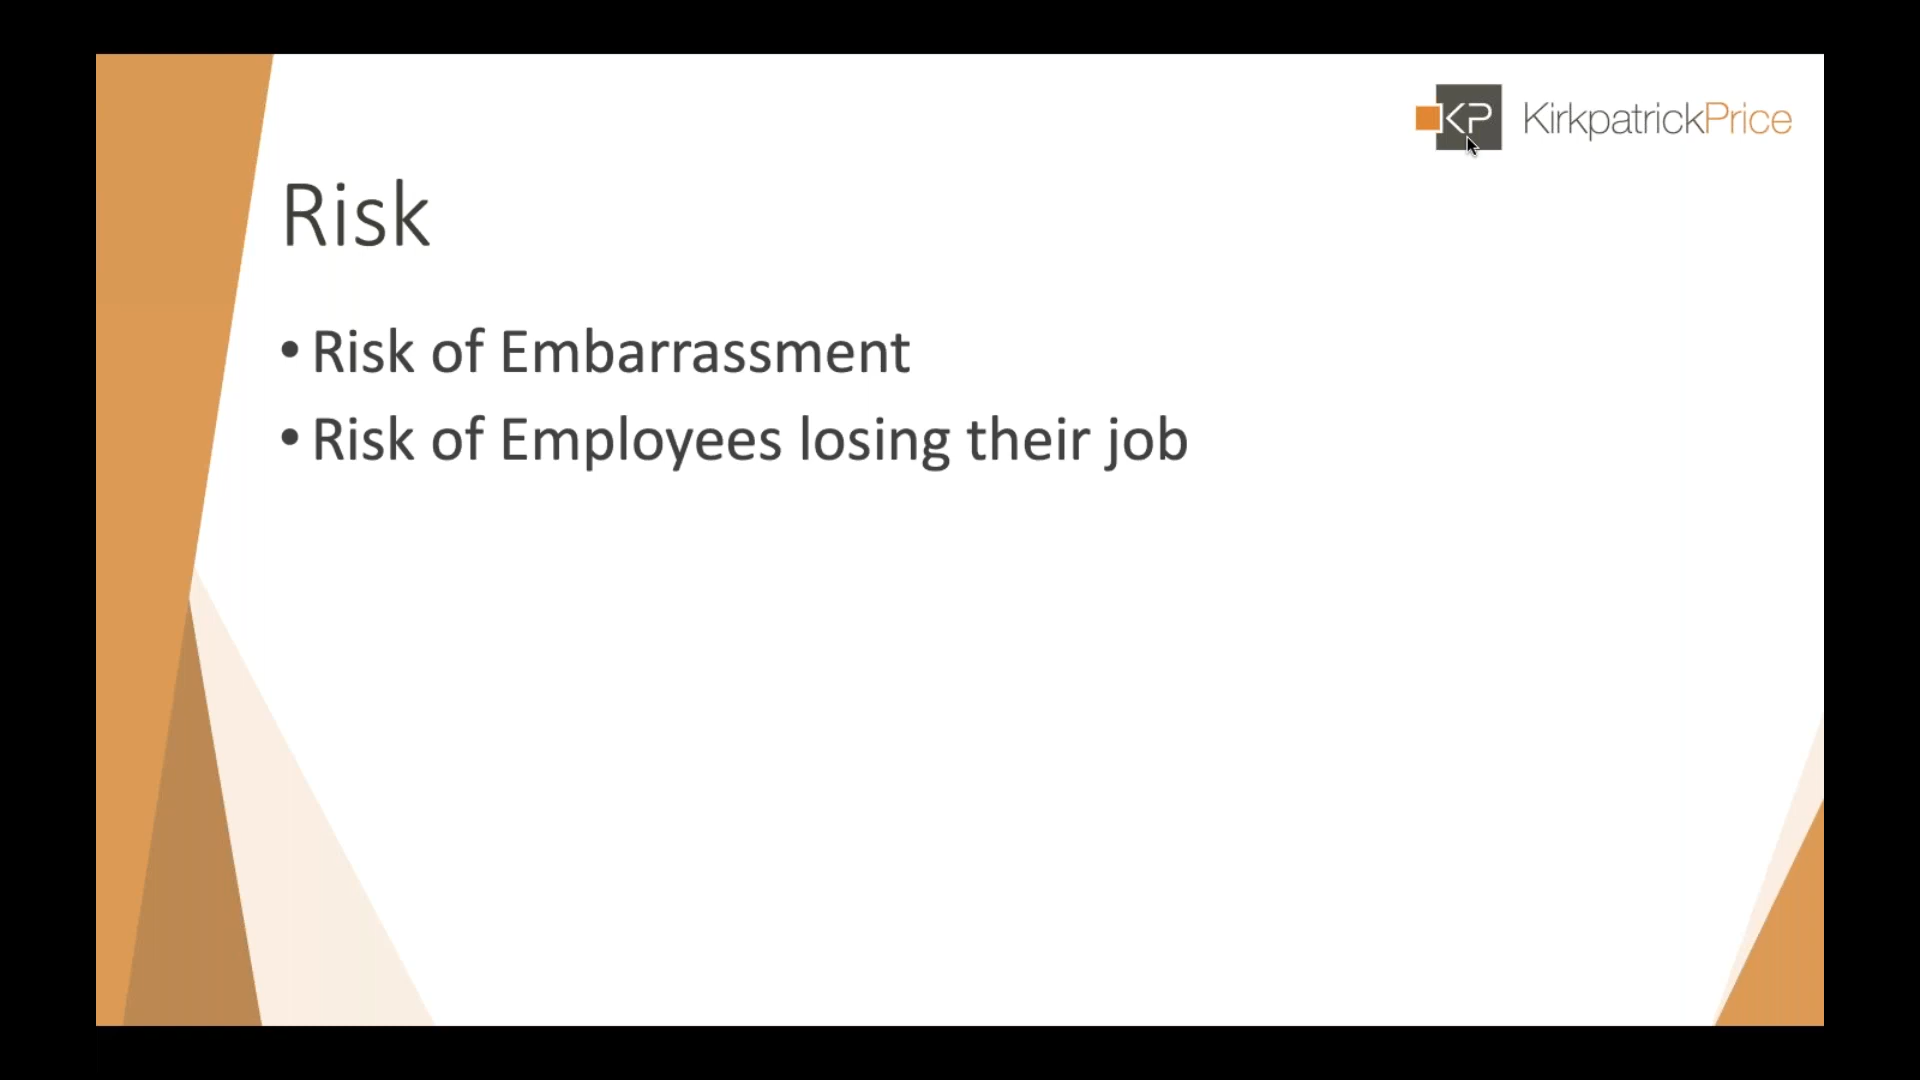 KP KirkpatrickPrice
Risk
• Risk of Embarrassment
• Risk of Employees losing their job